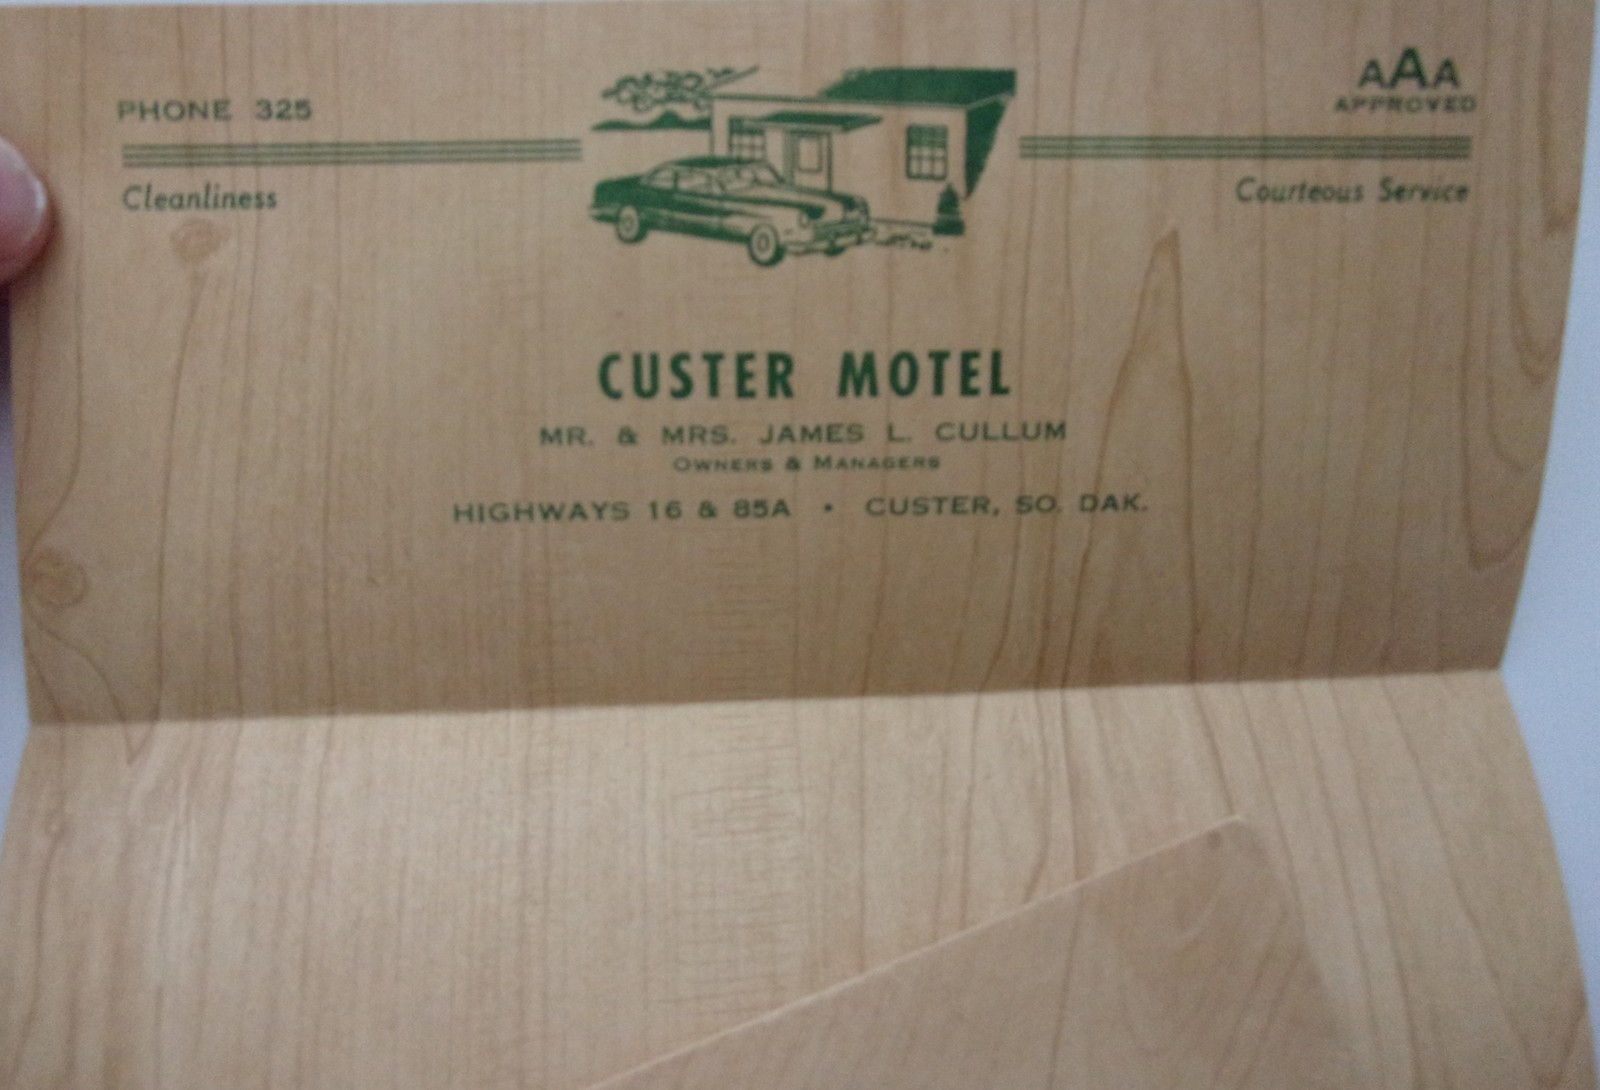 PHONE 325
AAA
APPROVED
Cleanliness
Courteous Service
CUSTER MOTEL
MR. & MRS. JAMES L. CULLUM
OWNERS & MANAGERS
HIGHWAYS 16 & 85A • CUSTER, SO. DAK.